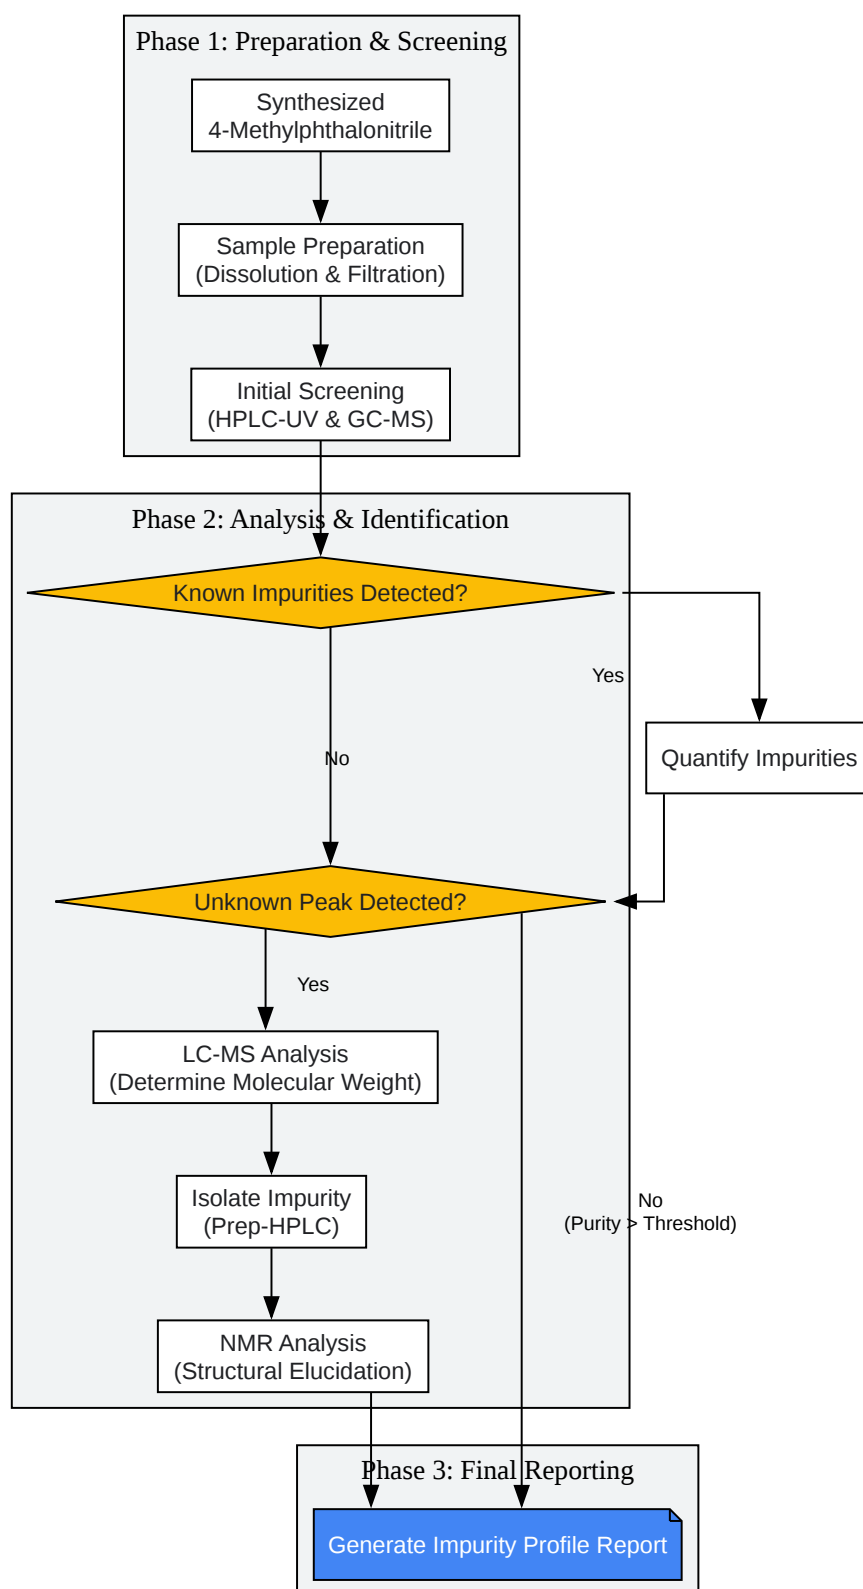 Phase 1: Preparation & Screening
Synthesized
4-Methylphthalonitrile
Sample Preparation
(Dissolution & Filtration)
Initial Screening
(HPLC-UV & GC-MS)
Phase 2: Analysis & Identification
Known Impurities Detected?
Yes
Quantify Impurities
No
Unknown Peak Detected?
Yes
LC-MS Analysis
(Determine Molecular Weight)
Isolate Impurity
(Prep-HPLC)
No
(Purity > Threshold)
NMR Analysis
(Structural Elucidation)
Phase 3: Final Reporting
Generate Impurity Profile Report